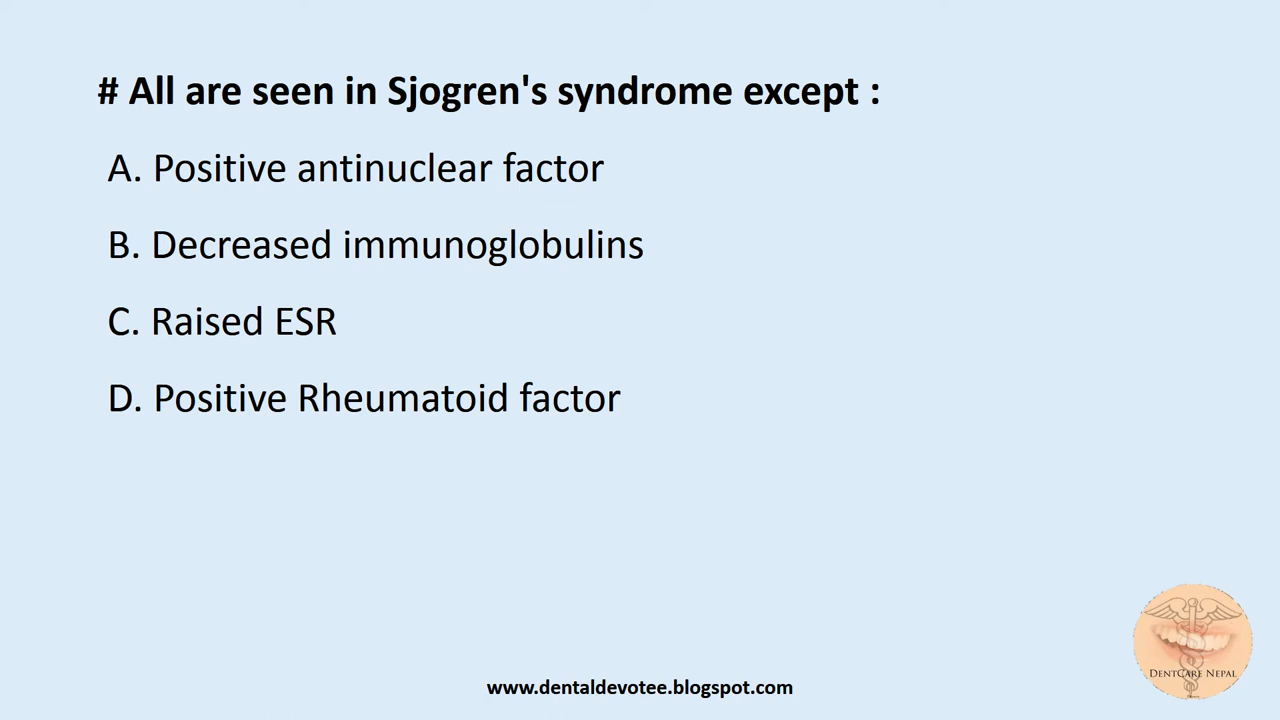 # All are seen in Sjogren's syndrome except :
A. Positive antinuclear factor
B. Decreased immunoglobulins
C. Raised ESR
D. Positive Rheumatoid factor
DENTCARE NEPAL
www.dentaldevotee.blogspot.com